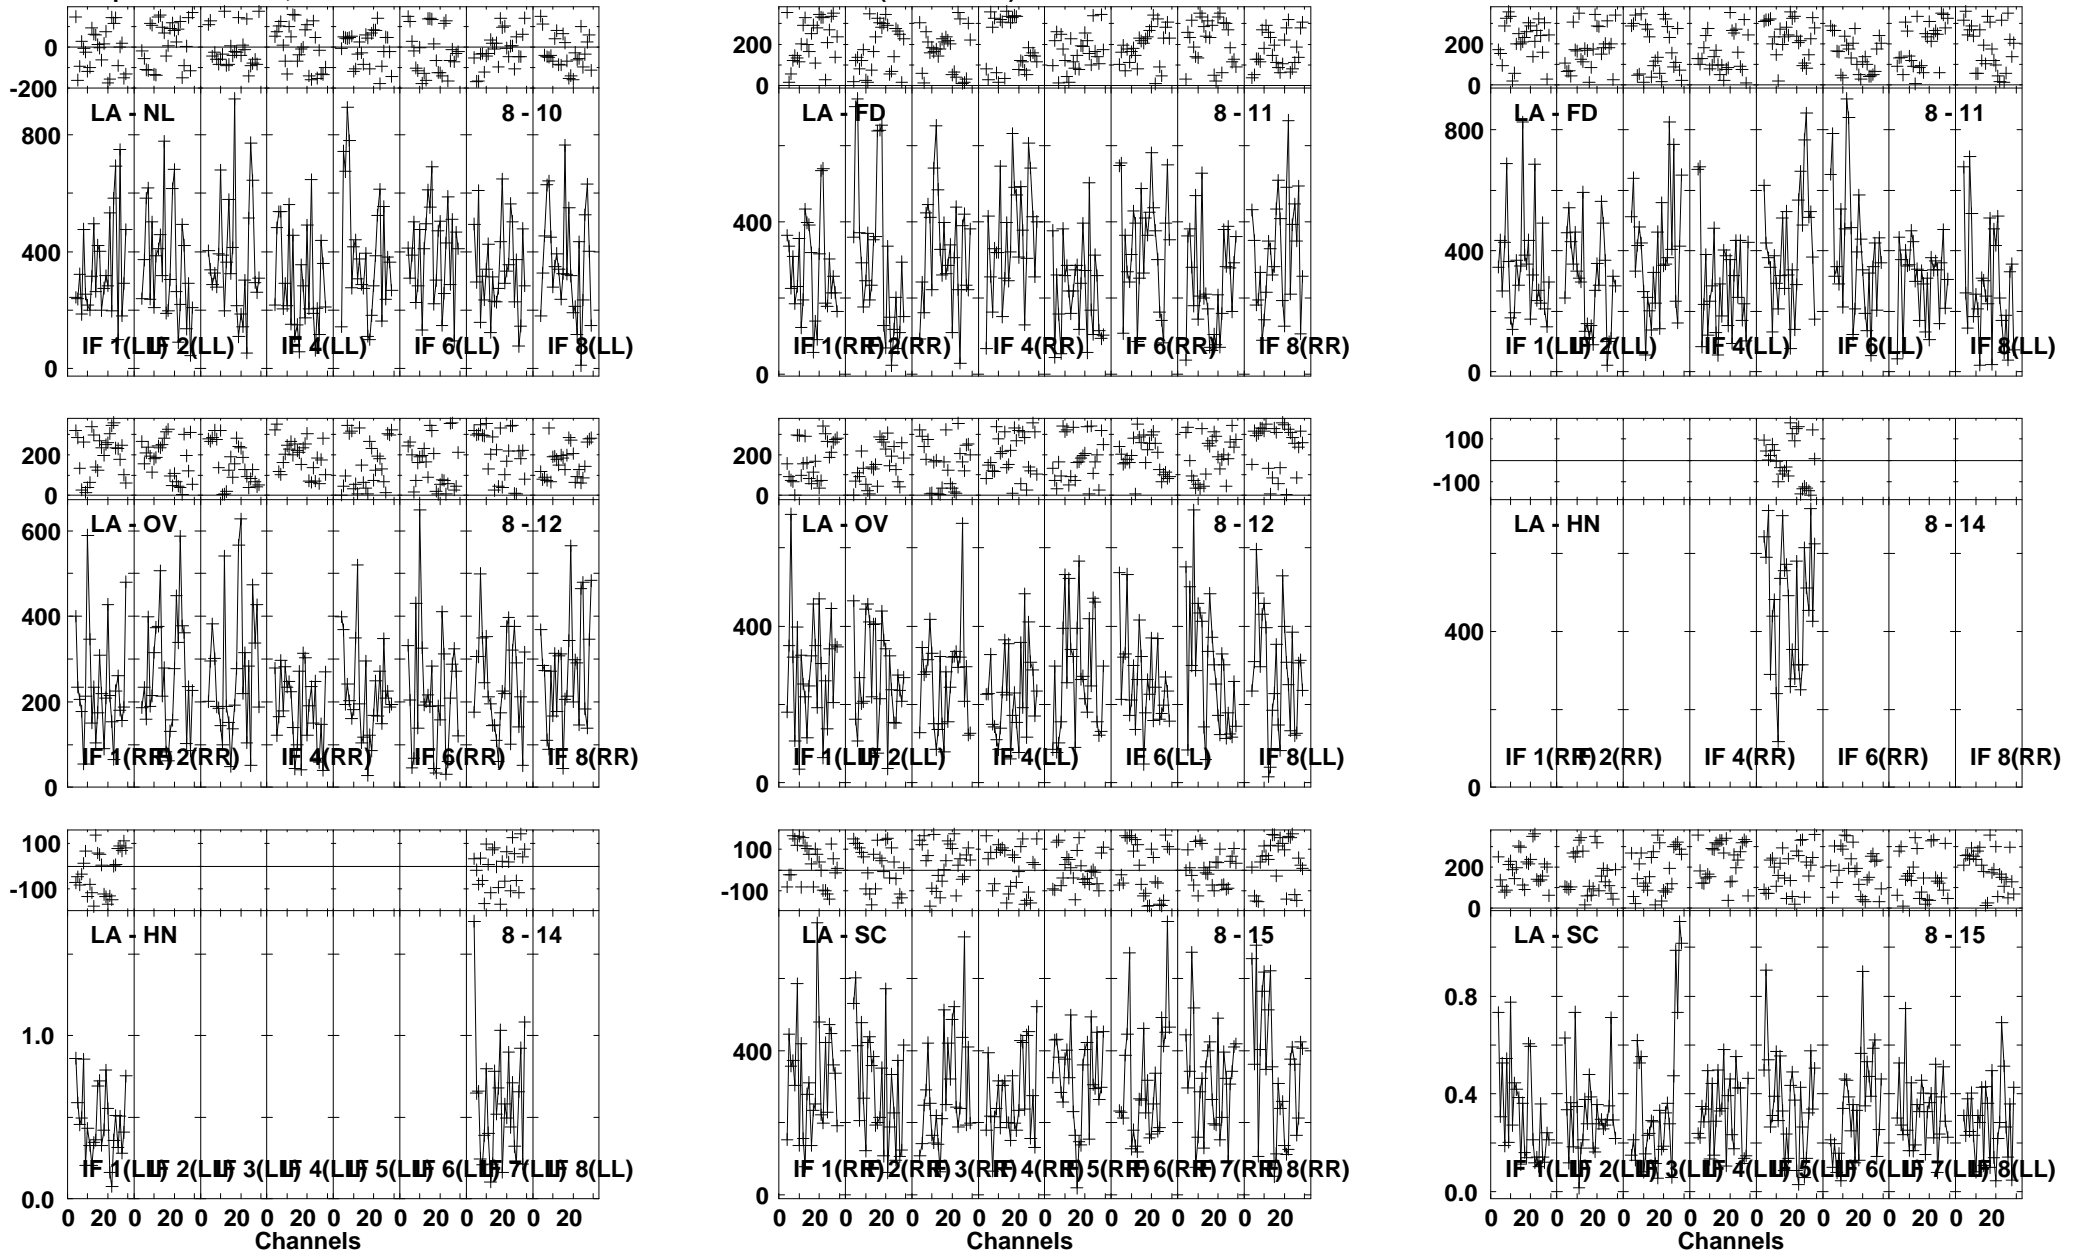 0
-200
200
0
200
0
LA - NL 8 - 10
LA - FD 8 - 11
LA - FD 8 - 11
800
400
0
400
0
800
400
0
IF 1(LL) IF 2(LL) IF 4(LL) IF 6(LL) IF 8(LL)
IF 1(RR) IF 2(RR) IF 4(RR) IF 6(RR) IF 8(RR)
IF 1(LL) IF 2(LL) IF 4(LL) IF 6(LL) IF 8(LL)
200
0
200
0
100
-100
LA - OV 8 - 12
LA - OV 8 - 12
LA - HN 8 - 14
600
400
200
0
400
0
400
0
IF 1(RR) IF 2(RR) IF 4(RR) IF 6(RR) IF 8(RR)
IF 1(LL) IF 2(LL) IF 4(LL) IF 6(LL) IF 8(LL)
IF 1(RR) IF 2(RR) IF 4(RR) IF 6(RR) IF 8(RR)
100
-100
100
-100
200
0
LA - HN 8 - 14
LA - SC 8 - 15
LA - SC 8 - 15
1.0
0.0
400
0
0.8
0.4
0.0
IF 1(LL) IF 2(LL) IF 3(LL) IF 4(LL) IF 5(LL) IF 6(LL) IF 7(LL) IF 8(LL)
IF 1(RR) IF 2(RR) IF 3(RR) IF 4(RR) IF 5(RR) IF 6(RR) IF 7(RR) IF 8(RR)
IF 1(LL) IF 2(LL) IF 3(LL) IF 4(LL) IF 5(LL) IF 6(LL) IF 7(LL) IF 8(LL)
0 20 0 20 0 20 0 20 0 20 0 20 0 20 0 20
0 20 0 20 0 20 0 20 0 20 0 20 0 20 0 20
0 20 0 20 0 20 0 20 0 20 0 20 0 20 0 20
Channels
Channels
Channels